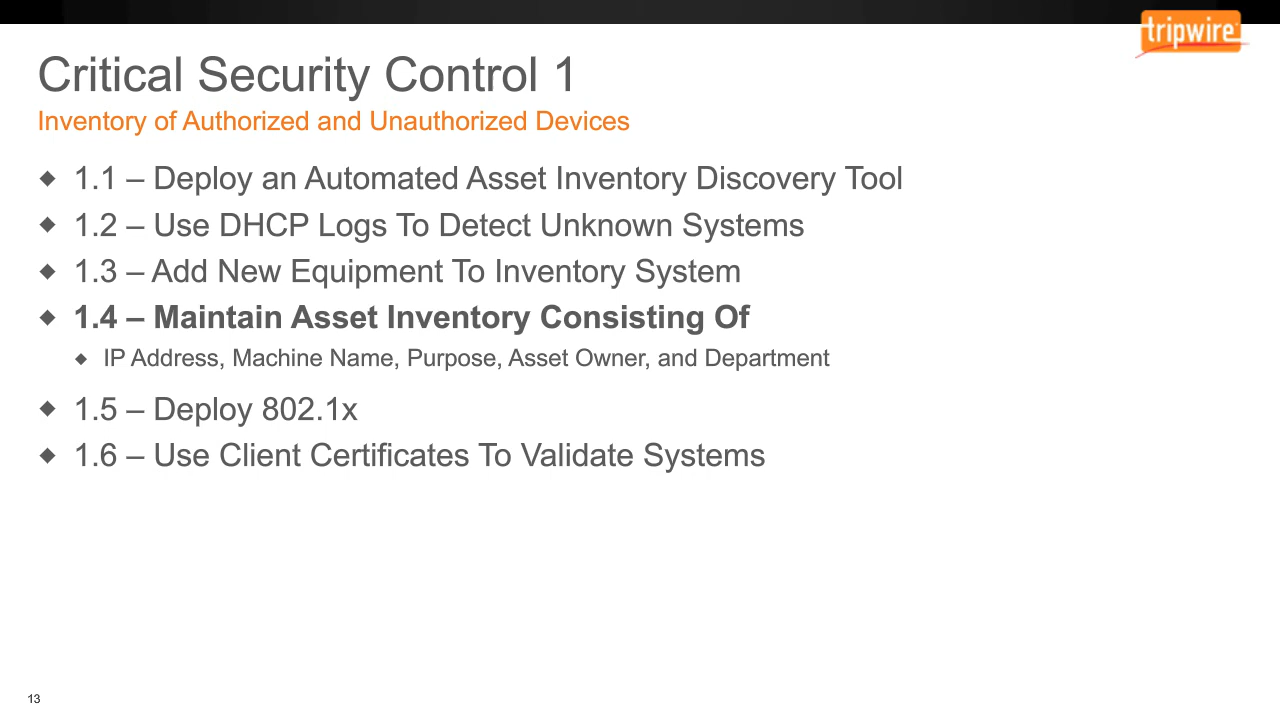 tripwire
Critical Security Control 1
Inventory of Authorized and Unauthorized Devices
◆ 1.1 – Deploy an Automated Asset Inventory Discovery Tool
◆ 1.2 – Use DHCP Logs To Detect Unknown Systems
◆ 1.3 – Add New Equipment To Inventory System
◆ 1.4 – Maintain Asset Inventory Consisting Of
◆ IP Address, Machine Name, Purpose, Asset Owner, and Department
◆ 1.5 – Deploy 802.1x
◆ 1.6 – Use Client Certificates To Validate Systems
13